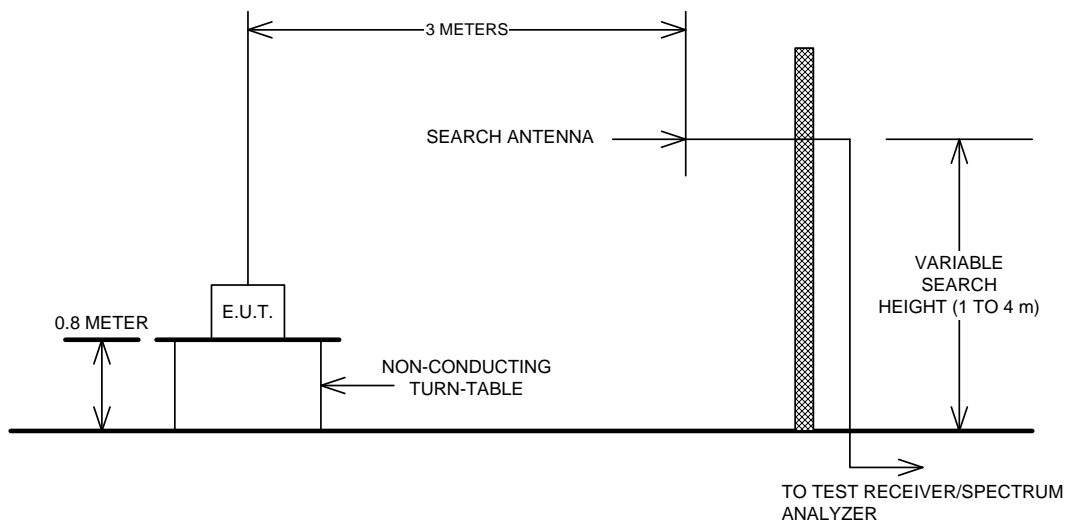 3 METERS
SEARCH ANTENNA
VARIABLE
SEARCH
HEIGHT (1 TO 4 m)
E.U.T.
0.8 METER
NON-CONDUCTING
TURN-TABLE
TO TEST RECEIVER/SPECTRUM
ANALYZER